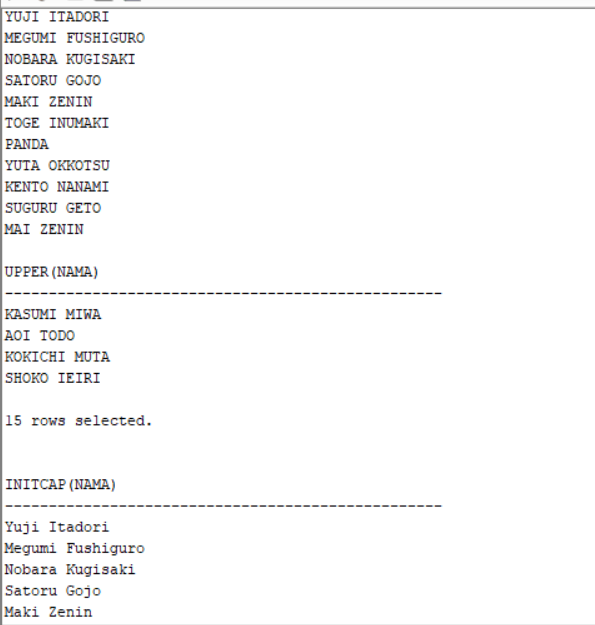 YUJI ITADORI
MEGUMI FUSHIGURO
NOBARA KUGISAKI
SATORU GOJO
MAKI ZENIN
TOGE INUMAKI
PANDA
YUTA OKKOTSU
KENTO NANAMI
SUGURU GETO
MAI ZENIN
UPPER(NAMA)
--------------------------------------------------
KASUMI MIWA
AOI TODO
KOKICHI MUTA
SHOKO IEIRI
15 rows selected.
INITCAP(NAMA)
--------------------------------------------------
Yuji Itadori
Megumi Fushiguro
Nobara Kugisaki
Satoru Gojo
Maki Zenin